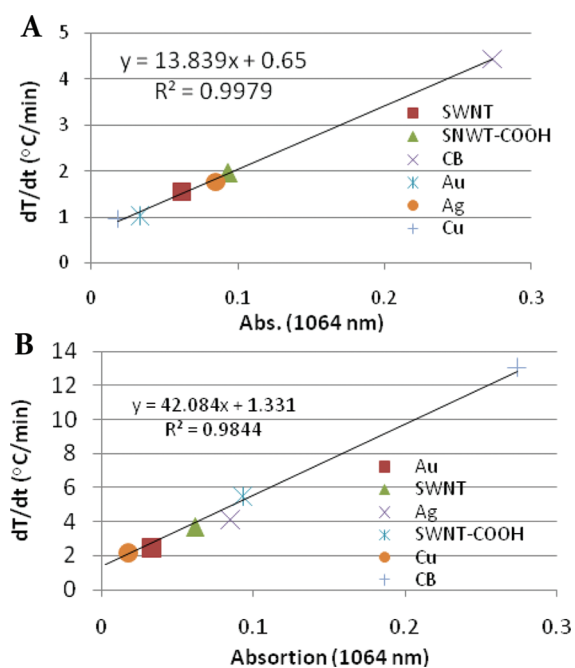 A
5
4
3
2
1
0
dT/dt (°C/min)
y = 13.839x + 0.65
R² = 0.9979
SWNT
SNWT-COOH
CB
Au
Ag
Cu
0 0.1 0.2 0.3
Abs. (1064 nm)
B
14
12
10
8
6
4
2
0
dT/dt (°C/min)
y = 42.084x + 1.331
R² = 0.9844
Au
SWNT
Ag
SWNT-COOH
Cu
CB
0 0.1 0.2 0.3
Absortion (1064 nm)